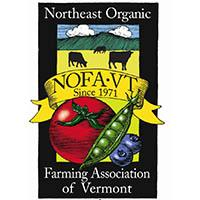 Northeast Organic
NOFA•VT
Since 1971
Farming Association
of Vermont